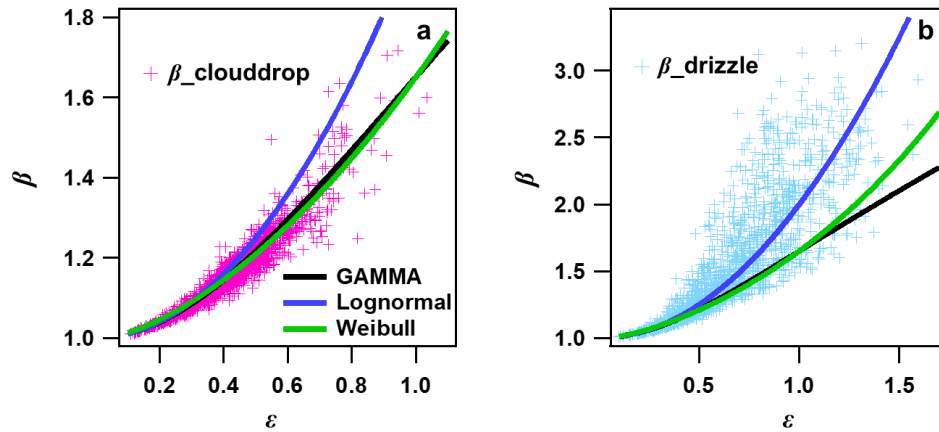 1.8
1.6
1.4
1.2
1.0
β
a
β_clouddrop
GAMMA
Lognormal
Weibull
0.2
0.4
0.6
0.8
1.0
ε
3.0
2.5
2.0
1.5
1.0
β
b
β_drizzle
0.5
1.0
1.5
ε